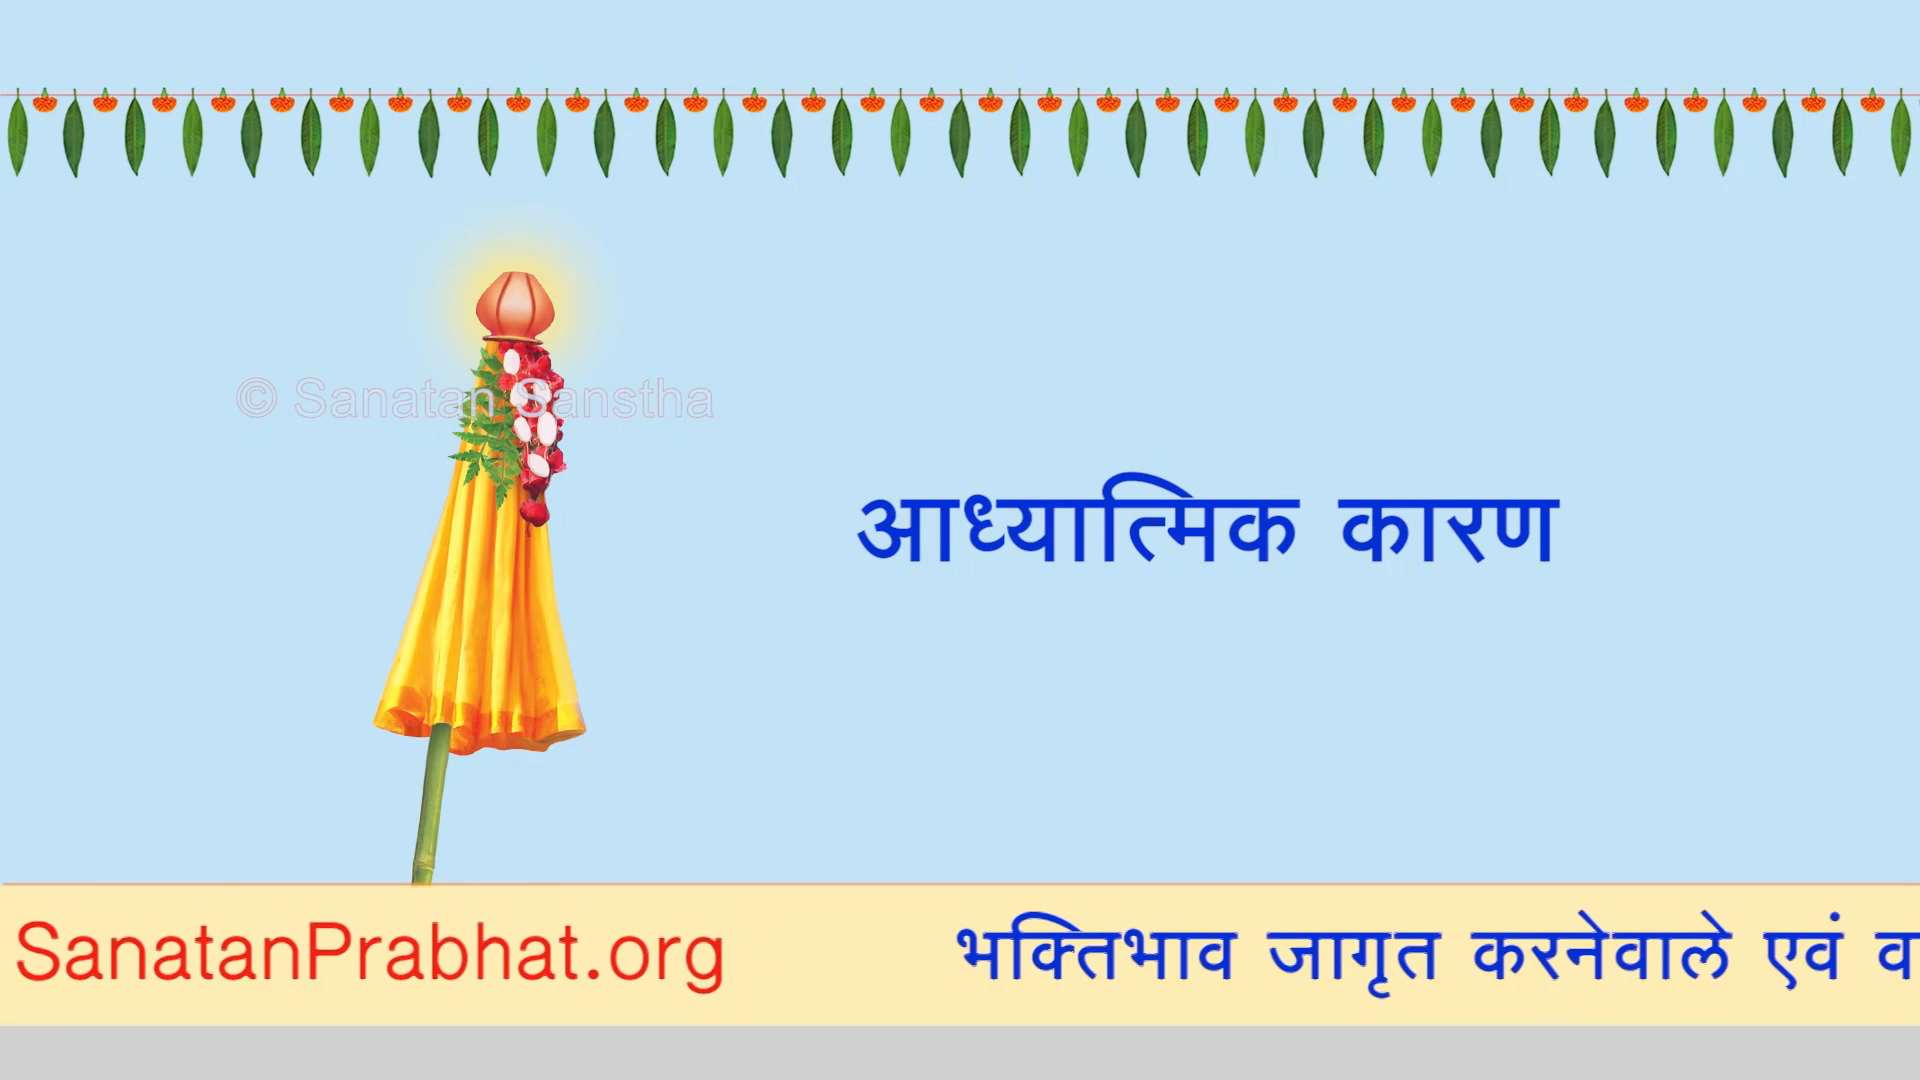 © Sanatan Sanstha
आध्यात्मिक कारण
SanatanPrabhat.org
भक्तिभाव जागृत करनेवाले एवं